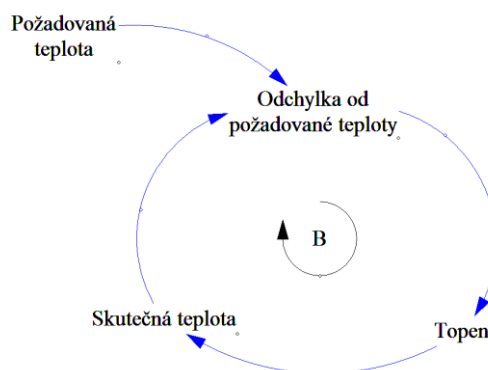 Požadovaná
teplota
Odchylka od
požadované teploty
B
Skutečná teplota
Topen